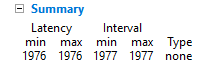 Summary
Latency Interval
min max min max Type
1976 1976 1977 1977 none